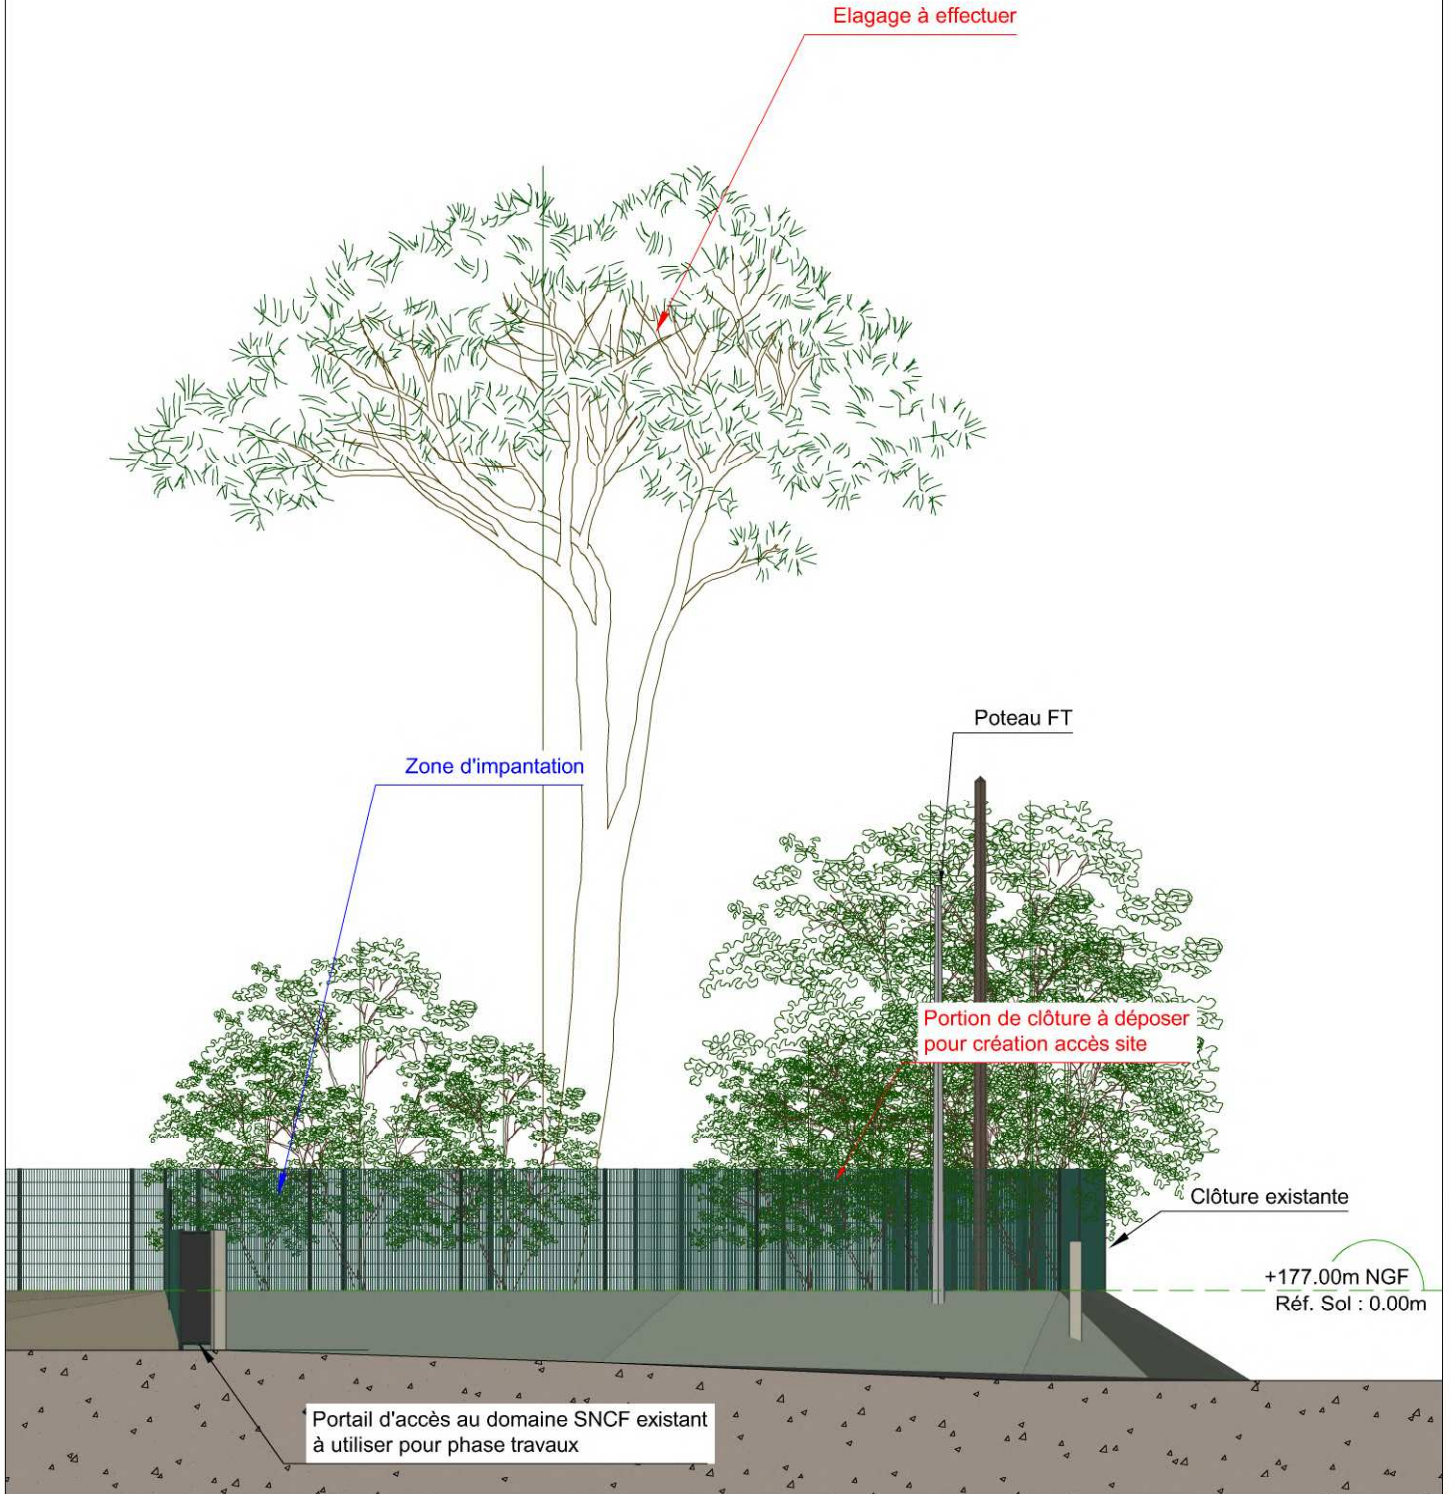 Elagage à effectuer
Poteau FT
Zone d'impantation
Portion de clôture à déposer
pour création accès site
Clôture existante
+177.00m NGF
Réf. Sol : 0.00m
Portail d'accès au domaine SNCF existant
à utiliser pour phase travaux